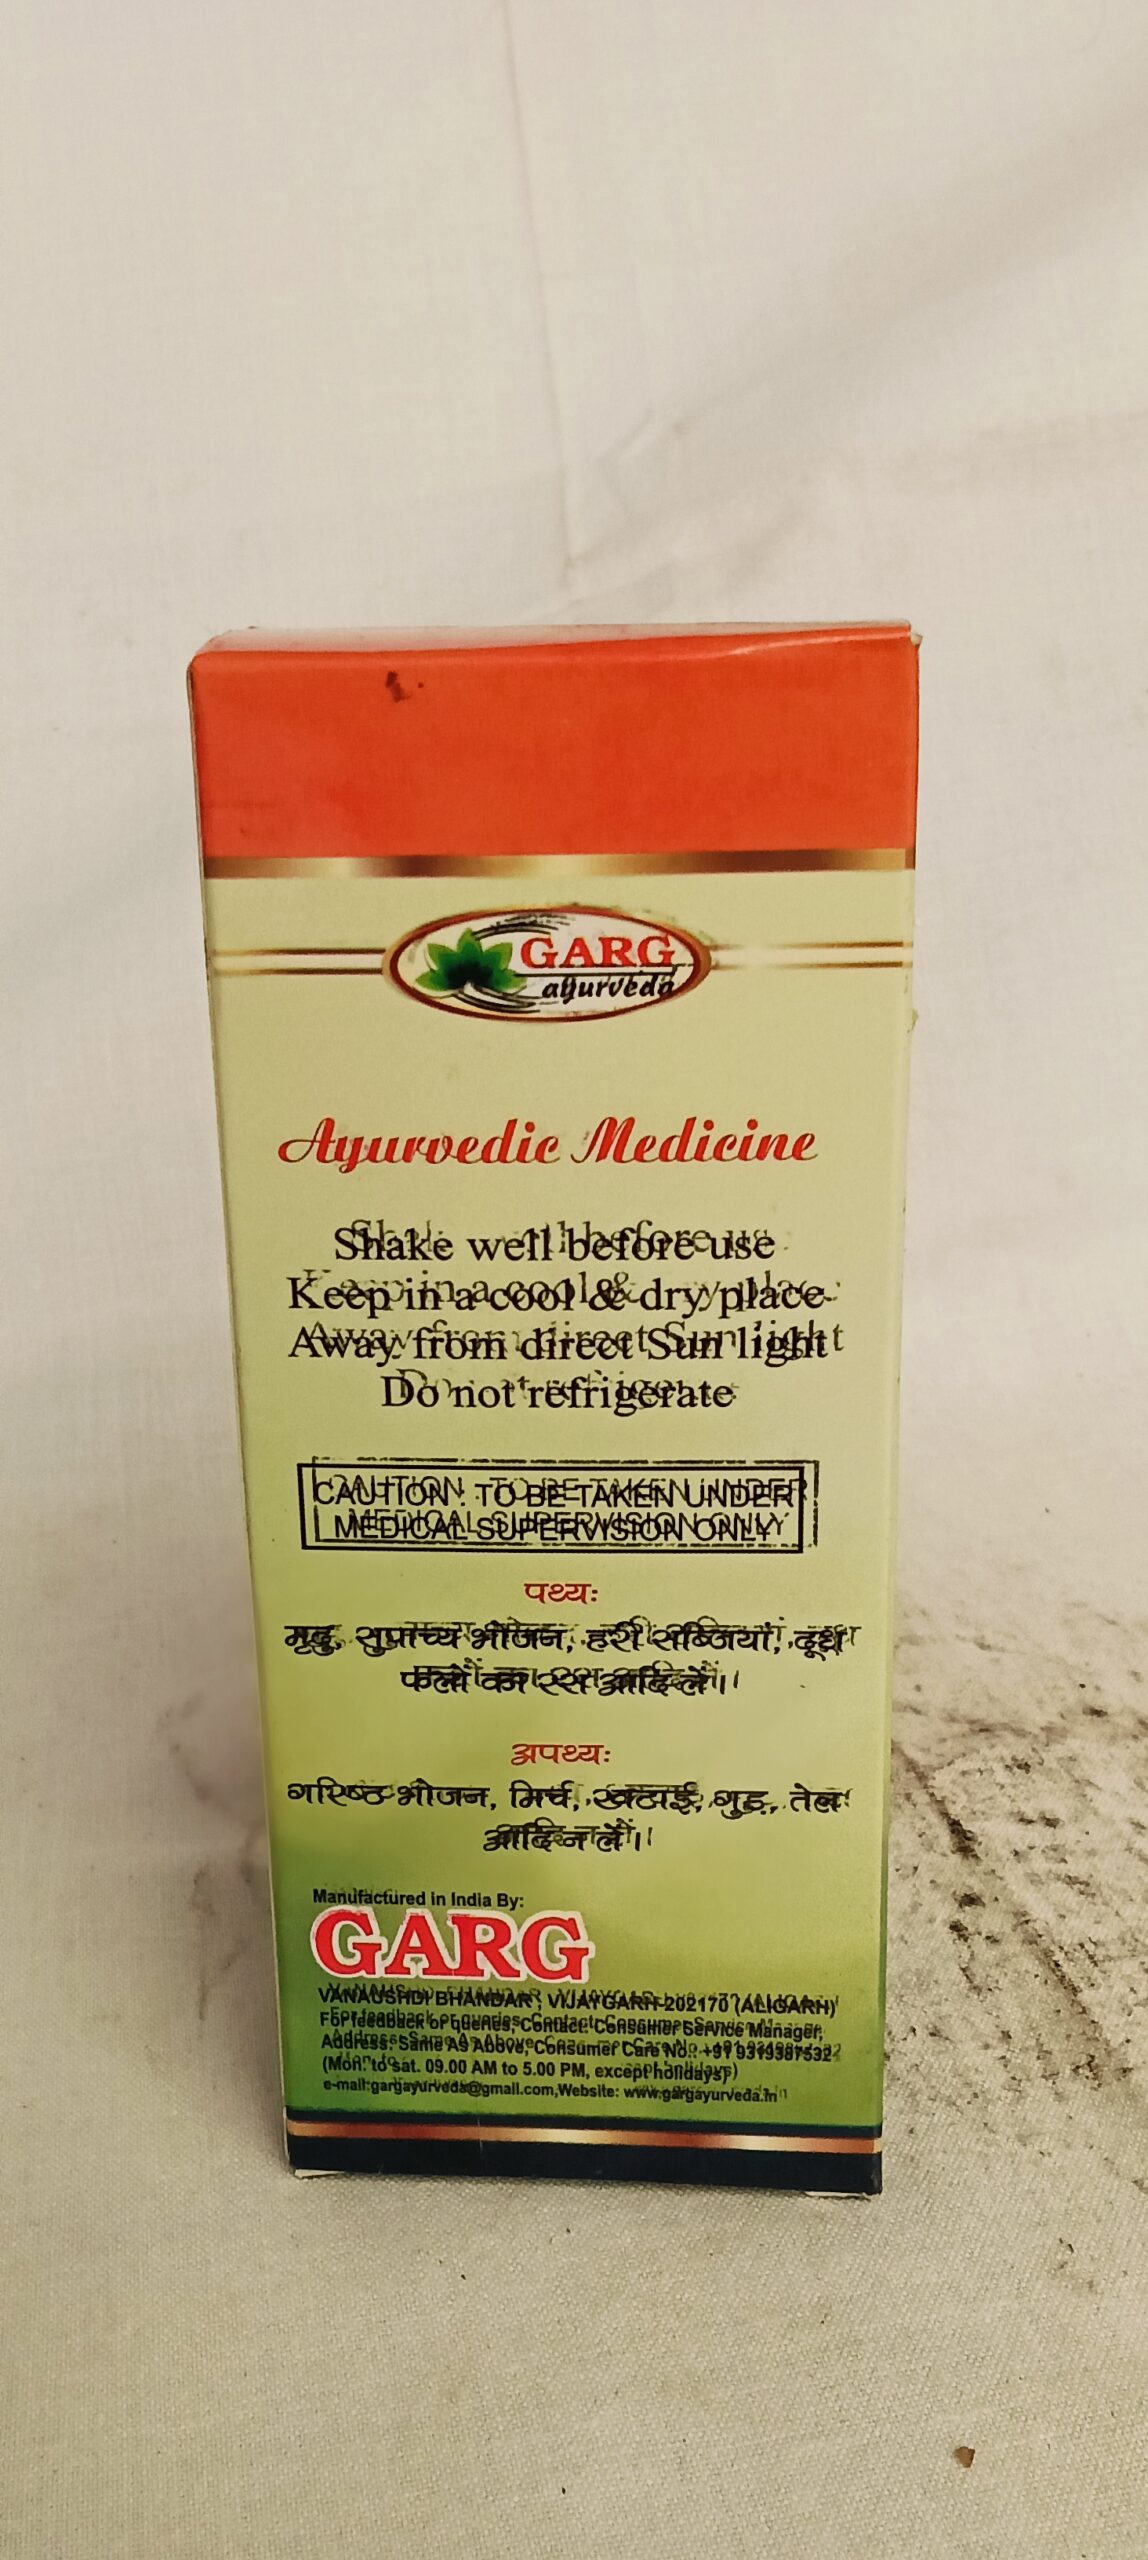 GARG
ayurveda
Ayurvedic Medicine
Shake well before use
Keep in a cool & dry place
Away from direct Sun light
Do not refrigerate
CAUTION : TO BE TAKEN UNDER
MEDICAL SUPERVISION ONLY
पथ्यः
मृदु, सुपाच्य भोजन, हरी सब्जियां, दूध
फलों का रस आदि लें।
अपथ्यः
गरिष्ठ भोजन, मिर्च, खटाई, गुड़, तेल
आदि न लें।
Manufactured in India By:
GARG
VANAUSHDI BHANDAR, VIJAYGARH-202170 (ALIGARH)
For feedback or queries, Contact: Consumer Service Manager,
Address: Same As Above, Consumer Care No.: +91 9319387532
(Mon. to sat. 09.00 AM to 5.00 PM, except holidays)
e-mail:gargayurveda@gmail.com,Website: www.gargayurveda.in